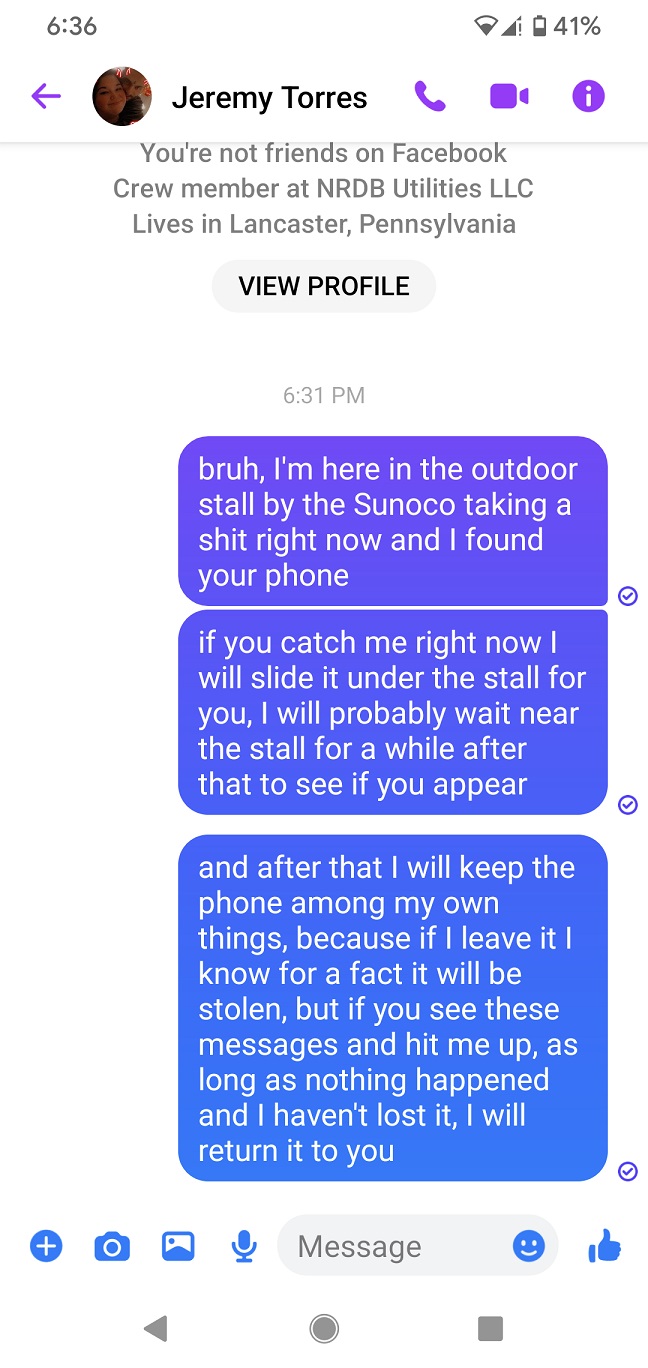 6:36
41%
Jeremy Torres
You're not friends on Facebook
Crew member at NRDB Utilities LLC
Lives in Lancaster, Pennsylvania
VIEW PROFILE
6:31 PM
bruh, I'm here in the outdoor
stall by the Sunoco taking a
shit right now and I found
your phone
if you catch me right now I
will slide it under the stall for
you, I will probably wait near
the stall for a while after
that to see if you appear
and after that I will keep the
phone among my own
things, because if I leave it I
know for a fact it will be
stolen, but if you see these
messages and hit me up, as
long as nothing happened
and I haven't lost it, I will
return it to you
Message